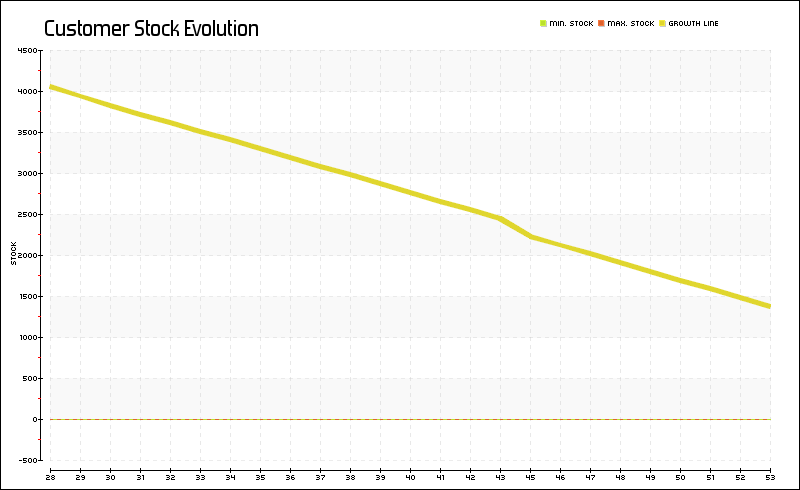 Customer Stock Evolution
MIN. STOCK MAX. STOCK GROWTH LINE
4500
4000
3500
3000
2500
2000
1500
1000
500
0
-500
STOCK
28 29 30 31 32 33 34 35 36 37 38 39 40 41 42 43 45 46 47 48 49 50 51 52 53